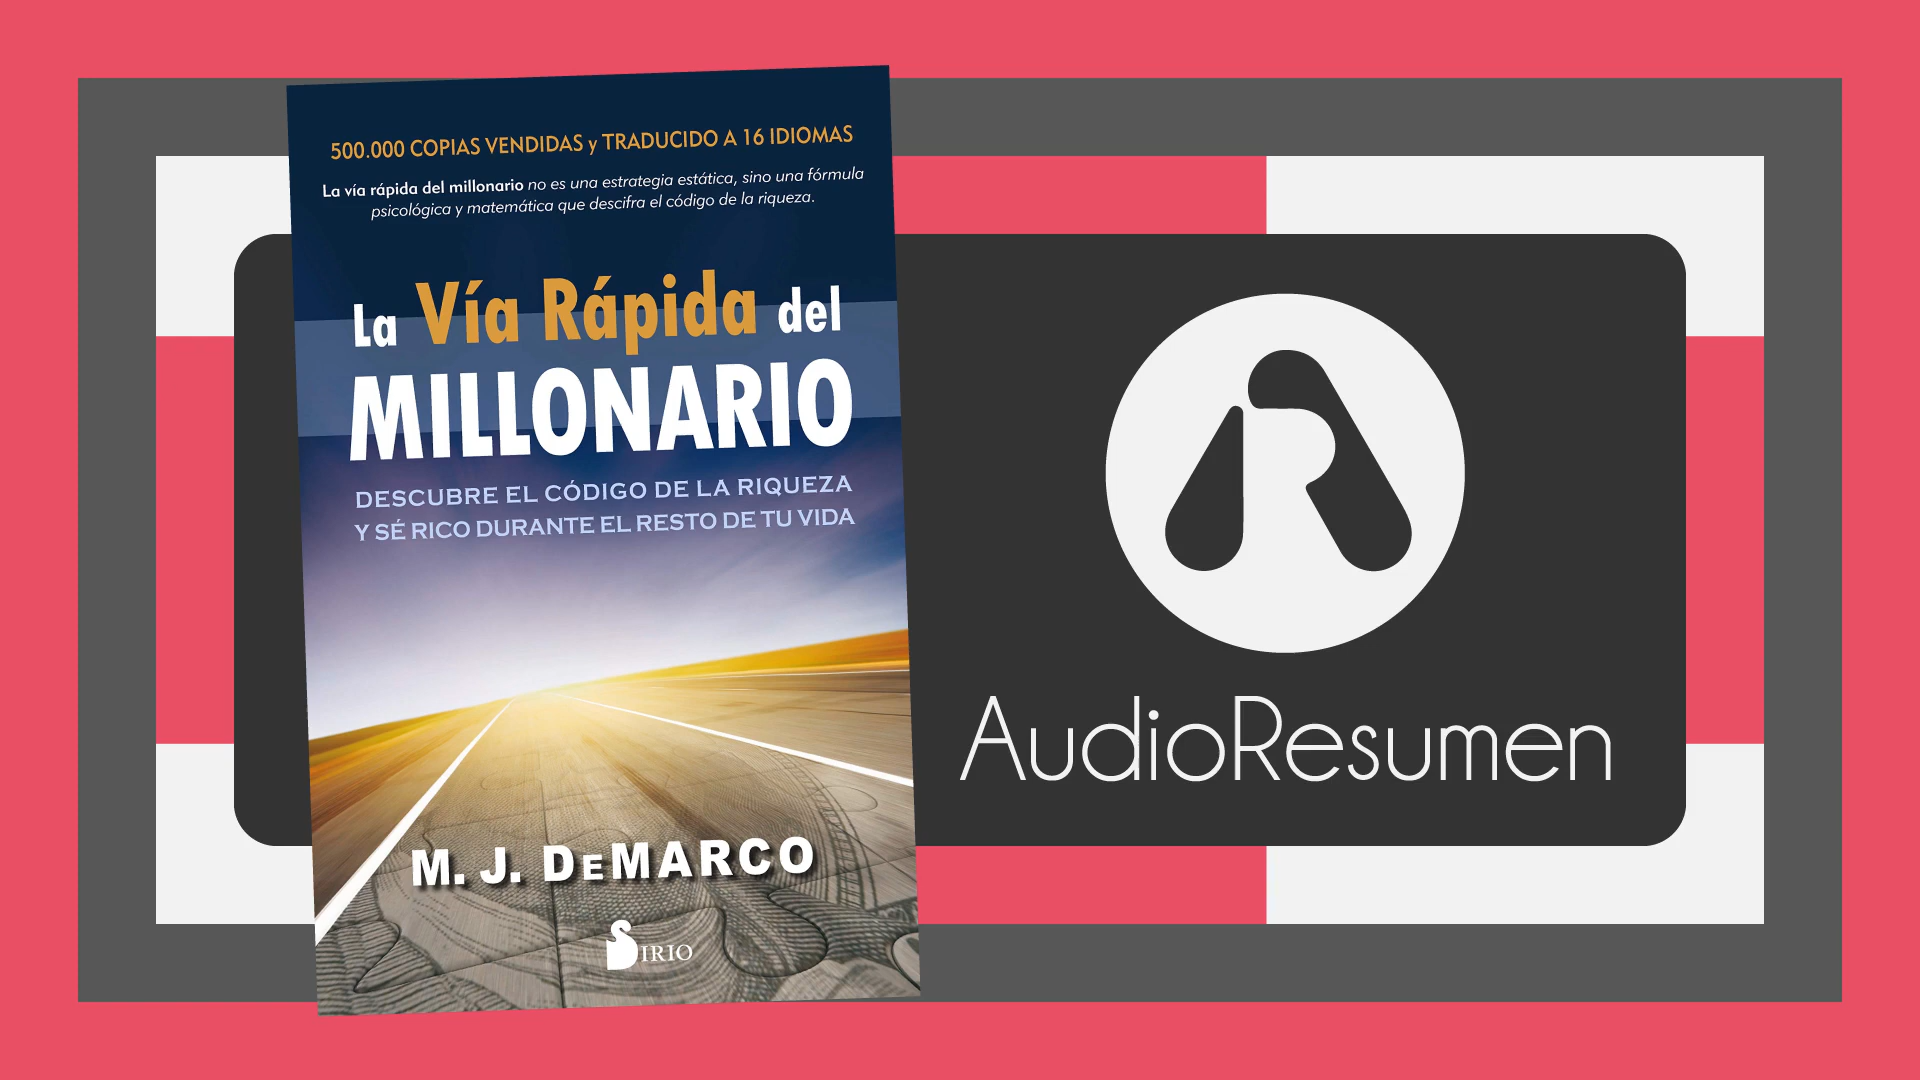 500.000 COPIAS VENDIDAS y TRADUCIDO A 16 IDIOMAS
La vía rápida del millonario no es una estrategia estática, sino una fórmula
psicológica y matemática que descifra el código de la riqueza.
La Vía Rápida del
MILLONARIO
DESCUBRE EL CÓDIGO DE LA RIQUEZA
Y SÉ RICO DURANTE EL RESTO DE TU VIDA
M. J. DEMARCO
SIRIO
AudioResumen